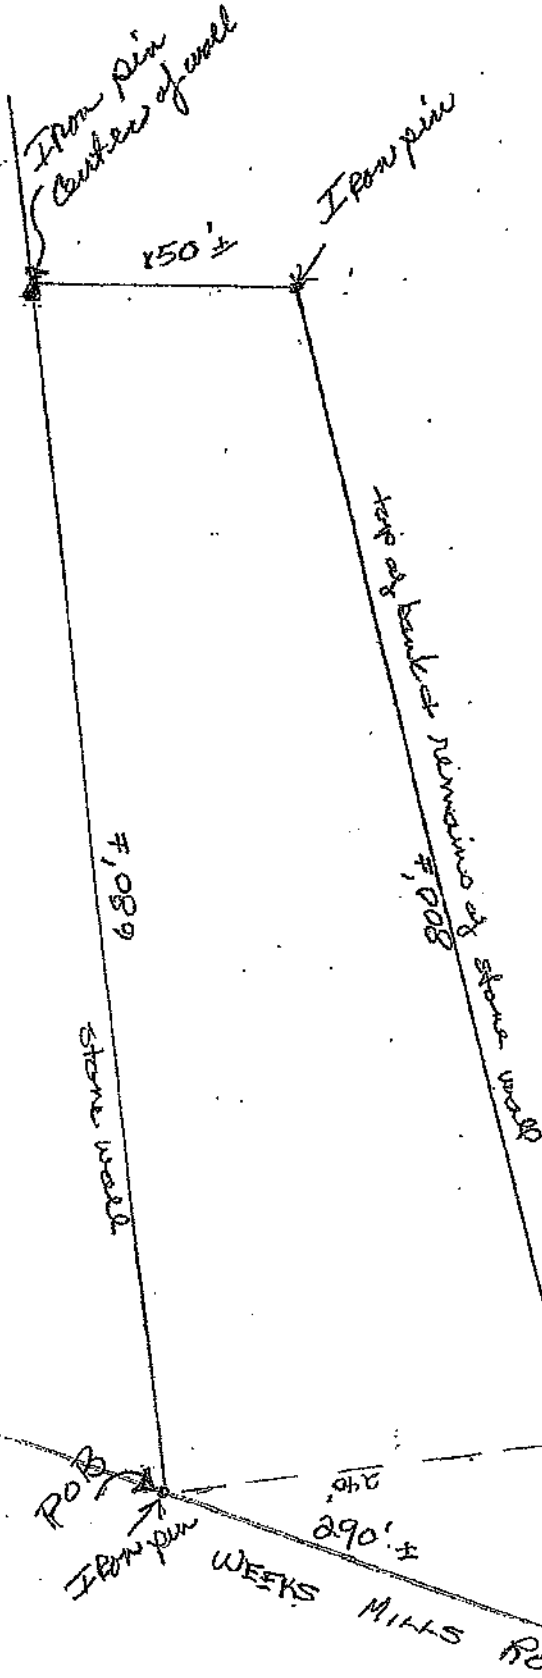 Iron pin
Center of wall
Iron pin
150'±
top of bank & remains of stone wall
800'±
680'±
stone wall
POB
Iron pin
240'
290'±
WEEKS MILLS RO